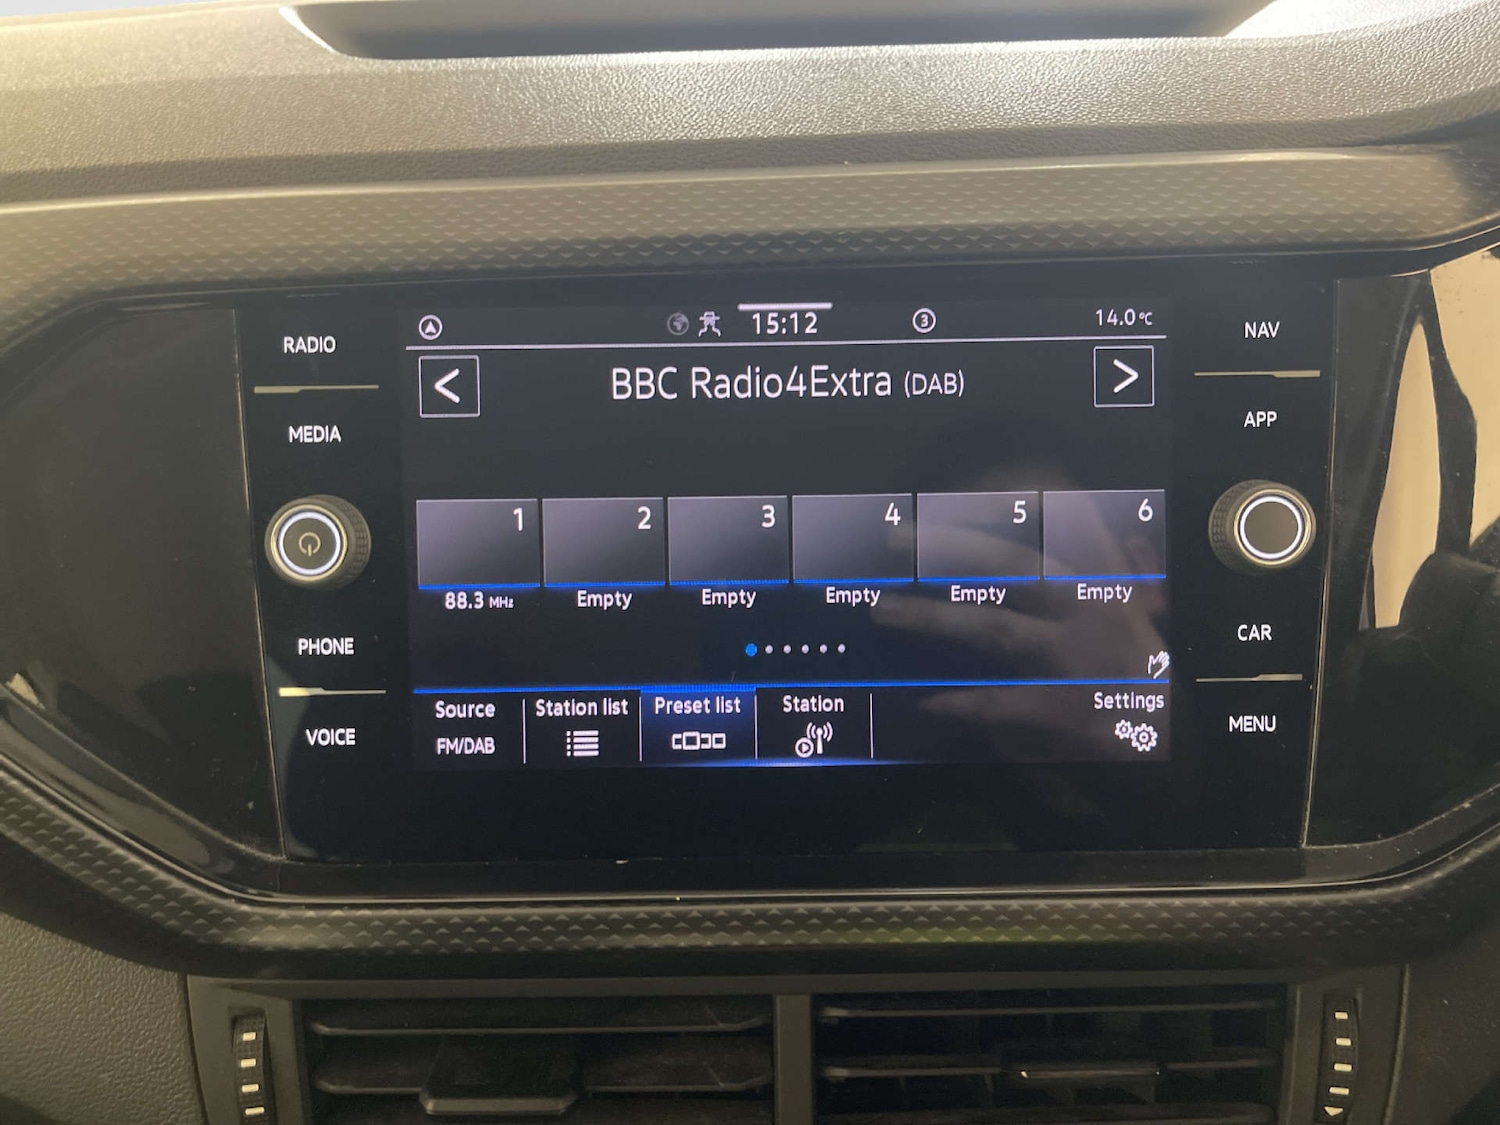 RADIO
MEDIA
PHONE
VOICE
15:12
3
14.0°C
BBC Radio4Extra (DAB)
1
2
3
4
5
6
88.3 MHz
Empty
Empty
Empty
Empty
Empty
Source
FM/DAB
Station list
Preset list
Station
Settings
NAV
APP
CAR
MENU